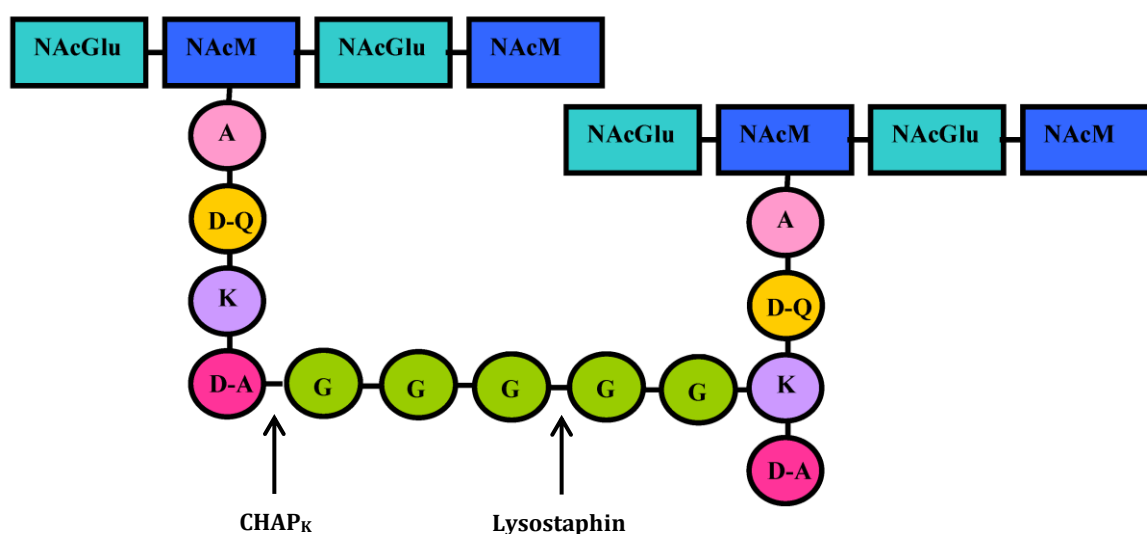 NAcGlu NAcM NAcGlu NAcM
NAcGlu NAcM NAcGlu NAcM
A
A
D-Q
D-Q
K
D-A G G G G G K
D-A
CHAPK Lysostaphin